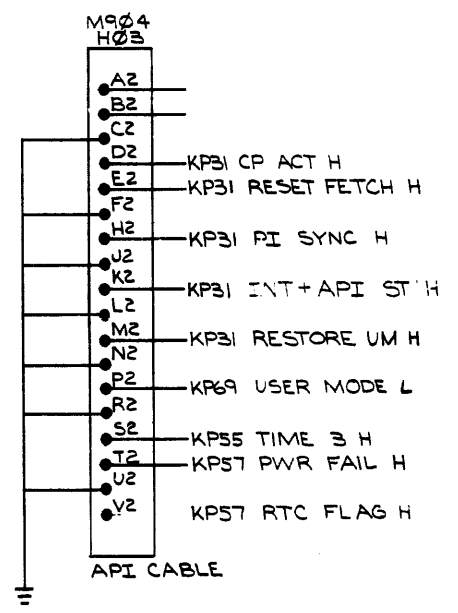 M9Ø4
HØ3
A2
B2
C2
D2 KP31 CP ACT H
E2 KP31 RESET FETCH H
F2
H2 KP31 PI SYNC H
J2
K2 KP31 INT+API ST H
L2
M2 KP31 RESTORE UM H
N2
P2 KP69 USER MODE L
R2
S2 KP55 TIME 3 H
T2 KP57 PWR FAIL H
U2
V2 KP57 RTC FLAG H
API CABLE